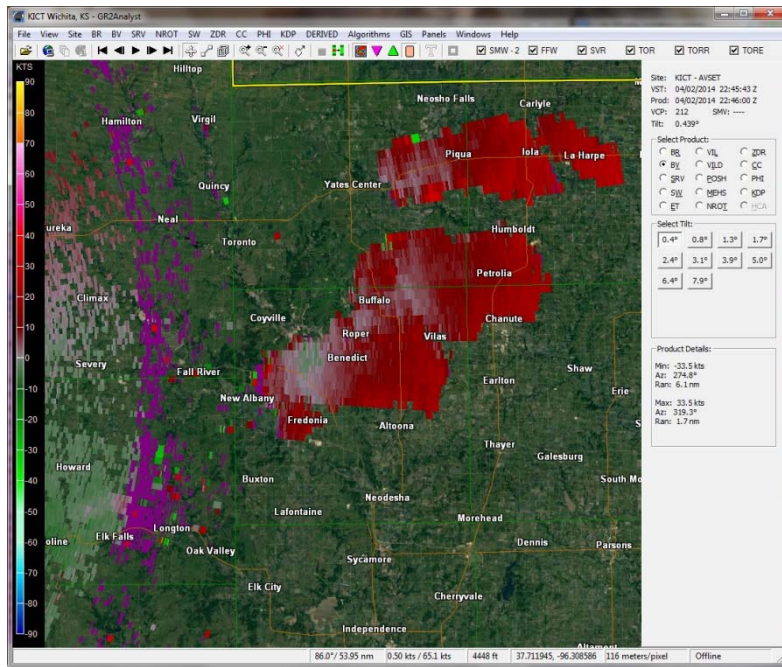 KICT Wichita, KS - GR2Analyst
File View Site BR BV SRV NROT SW ZDR CC PHI KDP DERIVED Algorithms GIS Panels Windows Help
SMW - 2 FFW SVR TOR TORR TORE
KTS
90
80
70
60
50
40
30
20
10
0
-10
-20
-30
-40
-50
-60
-70
-80
-90
Hilltop
Neosho Falls
Carlyle
Hamilton
Virgil
Piqua
Iola
La Harpe
Yates Center
Quincy
Neal
ureka
Toronto
Humboldt
Petrolia
Climax
Buffalo
Coyville
Chanute
Roper
Vilas
Benedict
Severy
Fall River
Shaw
Earlton
Erie
New Albany
Fredonia
Altoona
Thayer
Galesburg
Howard
Buxton
South Mo
Neodesha
Lafontaine
Morehead
Longton
Elk Falls
oline
Oak Valley
Dennis
Parsons
Sycamore
Elk City
Cherryvale
Independence
Altamont
Site: KICT - AVSET
VST: 04/02/2014 22:45:43 Z
Prod: 04/02/2014 22:46:00 Z
VCP: 212 SMV: ----
Tilt: 0.439°
Select Product:
BR VIL ZDR
BV VILD CC
SRV POSH PHI
SW MEHS KDP
ET NROT HCA
Select Tilt:
0.4° 0.8° 1.3° 1.7°
2.4° 3.1° 3.9° 5.0°
6.4° 7.9°
Product Details:
Min: -33.5 kts
Az: 274.8°
Ran: 6.1 nm
Max: 33.5 kts
Az: 319.3°
Ran: 1.7 nm
86.0°/ 53.95 nm 0.50 kts / 65.1 kts 4448 ft 37.711945, -96.308586 116 meters/pixel Offline